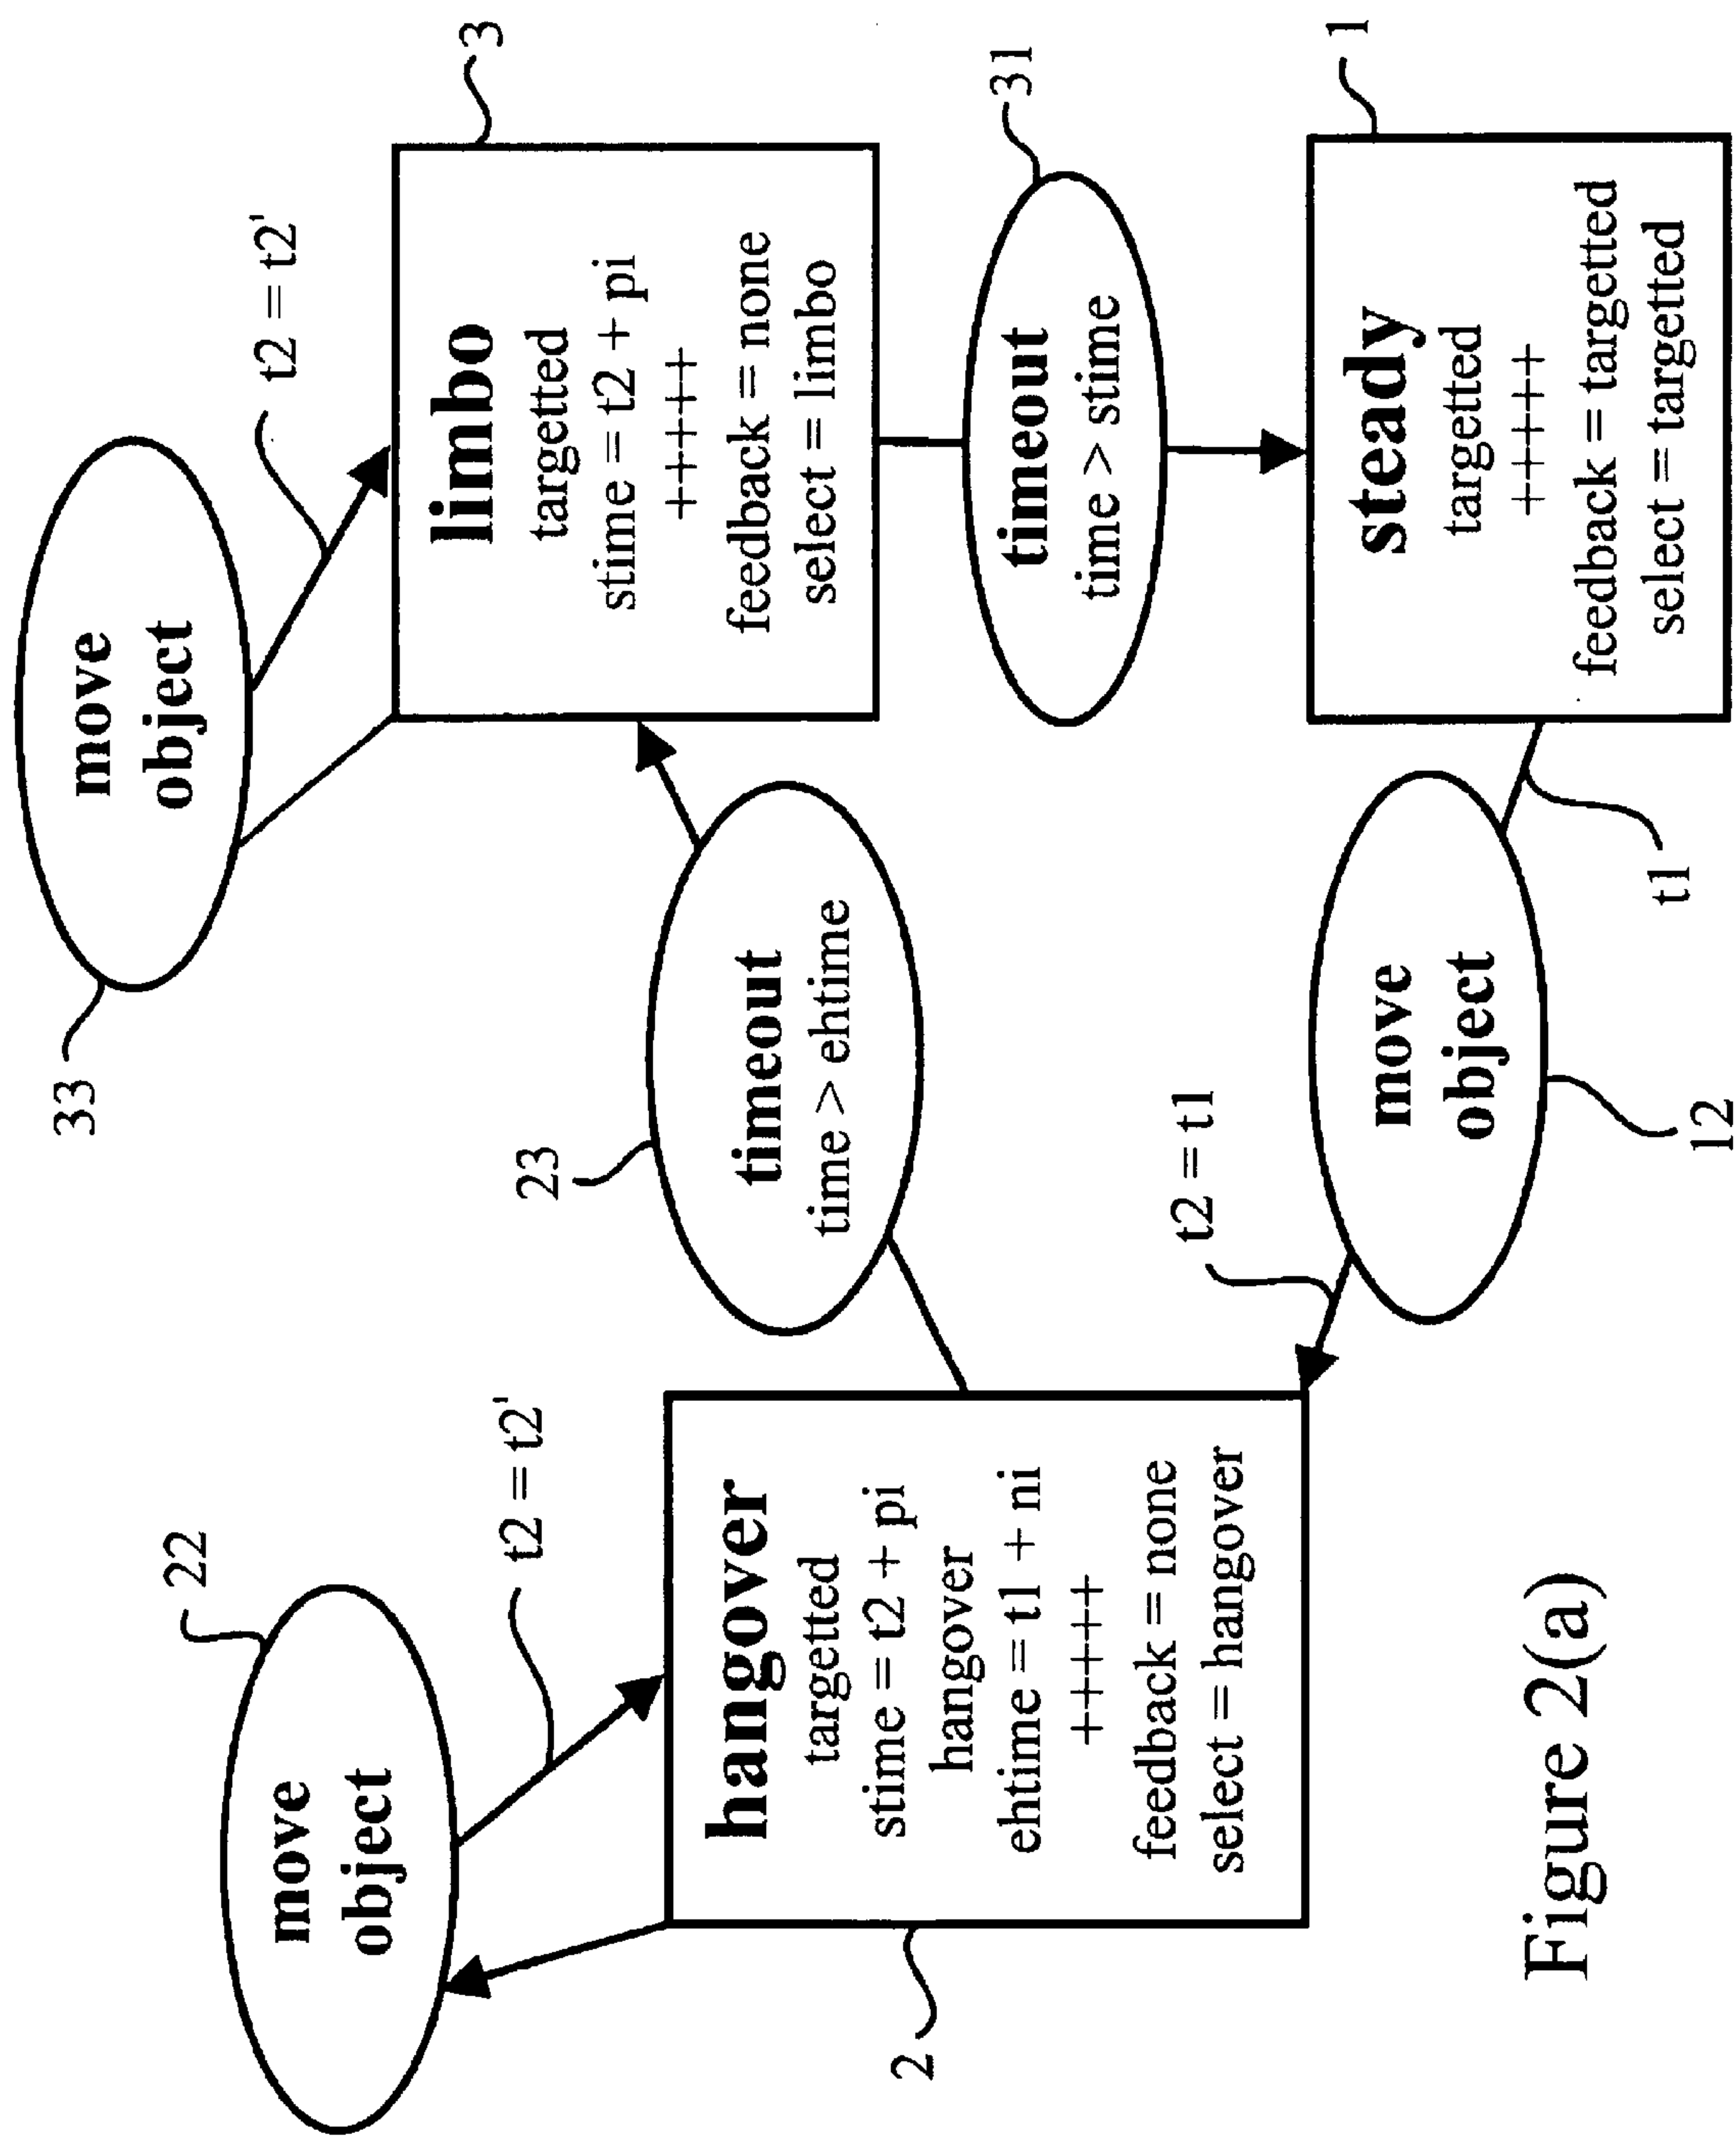 33
move
object
t2 = t2'
3
limbo
targetted
stime = t2 + pi
+++++
feedback = none
select = limbo
22
move
object
t2 = t2'
23
timeout
time > ehtime
31
timeout
time > stime
2
hangover
targetted
stime = t2 + pi
hangover
ehtime = t1 + ni
+++++
feedback = none
select = hangover
t2 = t1
move
object
12
t1
1
steady
targetted
+++++
feedback = targetted
select = targetted
Figure 2(a)